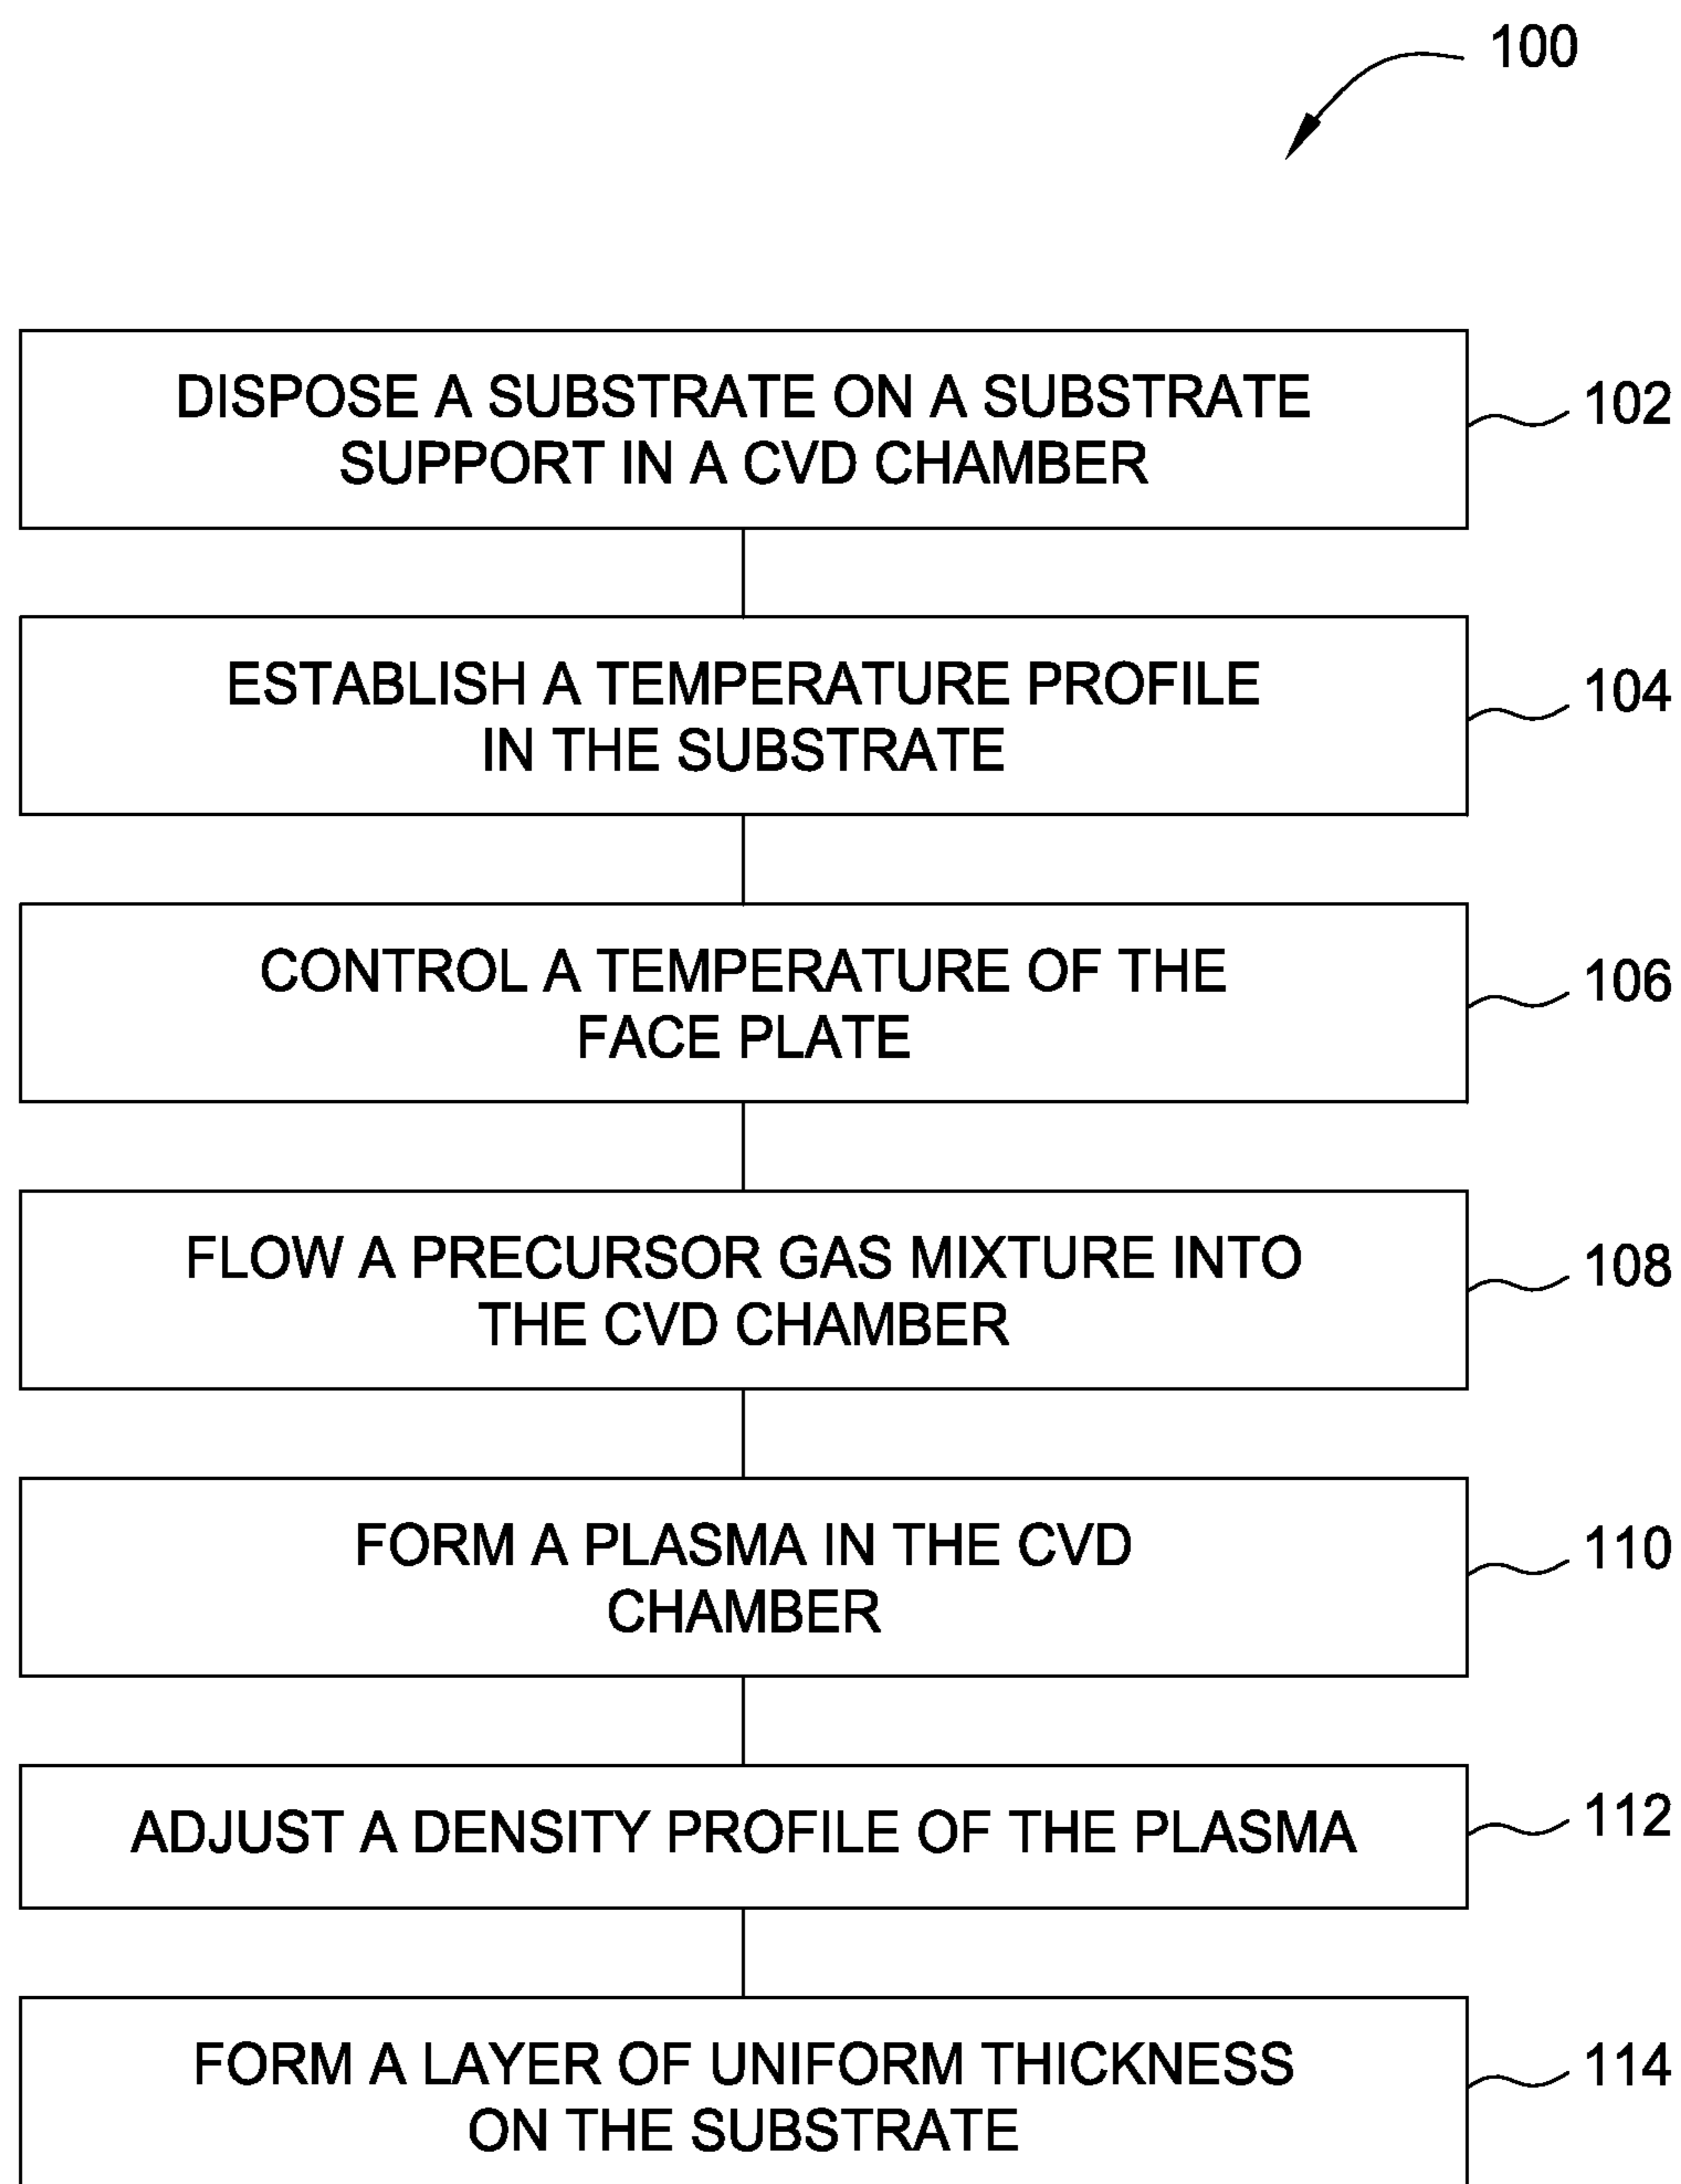 100
DISPOSE A SUBSTRATE ON A SUBSTRATE
SUPPORT IN A CVD CHAMBER
102
ESTABLISH A TEMPERATURE PROFILE
IN THE SUBSTRATE
104
CONTROL A TEMPERATURE OF THE
FACE PLATE
106
FLOW A PRECURSOR GAS MIXTURE INTO
THE CVD CHAMBER
108
FORM A PLASMA IN THE CVD
CHAMBER
110
ADJUST A DENSITY PROFILE OF THE PLASMA
112
FORM A LAYER OF UNIFORM THICKNESS
ON THE SUBSTRATE
114